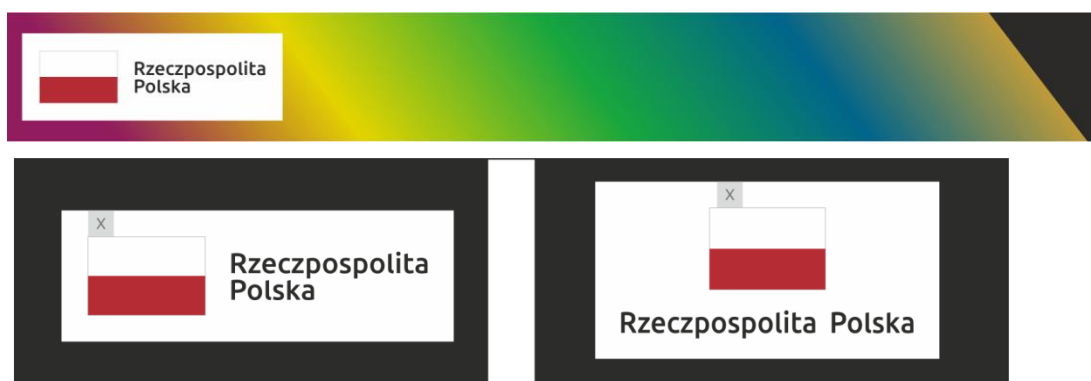 Rzeczpospolita
Polska
X
Rzeczpospolita
Polska
X
Rzeczpospolita Polska